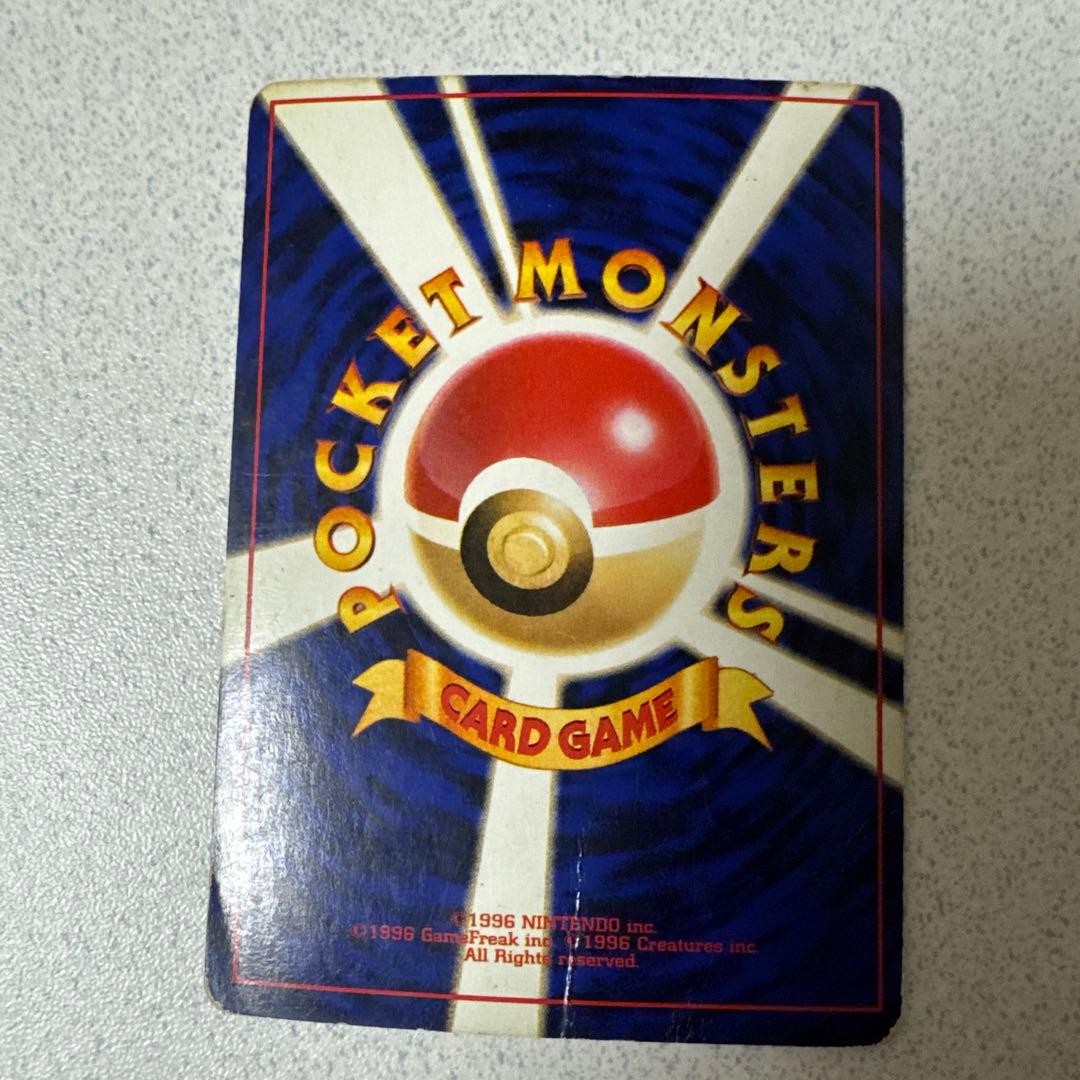 POCKET MONSTERS
CARD GAME
©1996 NINTENDO inc.
©1996 GameFreak inc. ©1996 Creatures inc.
All Rights reserved.